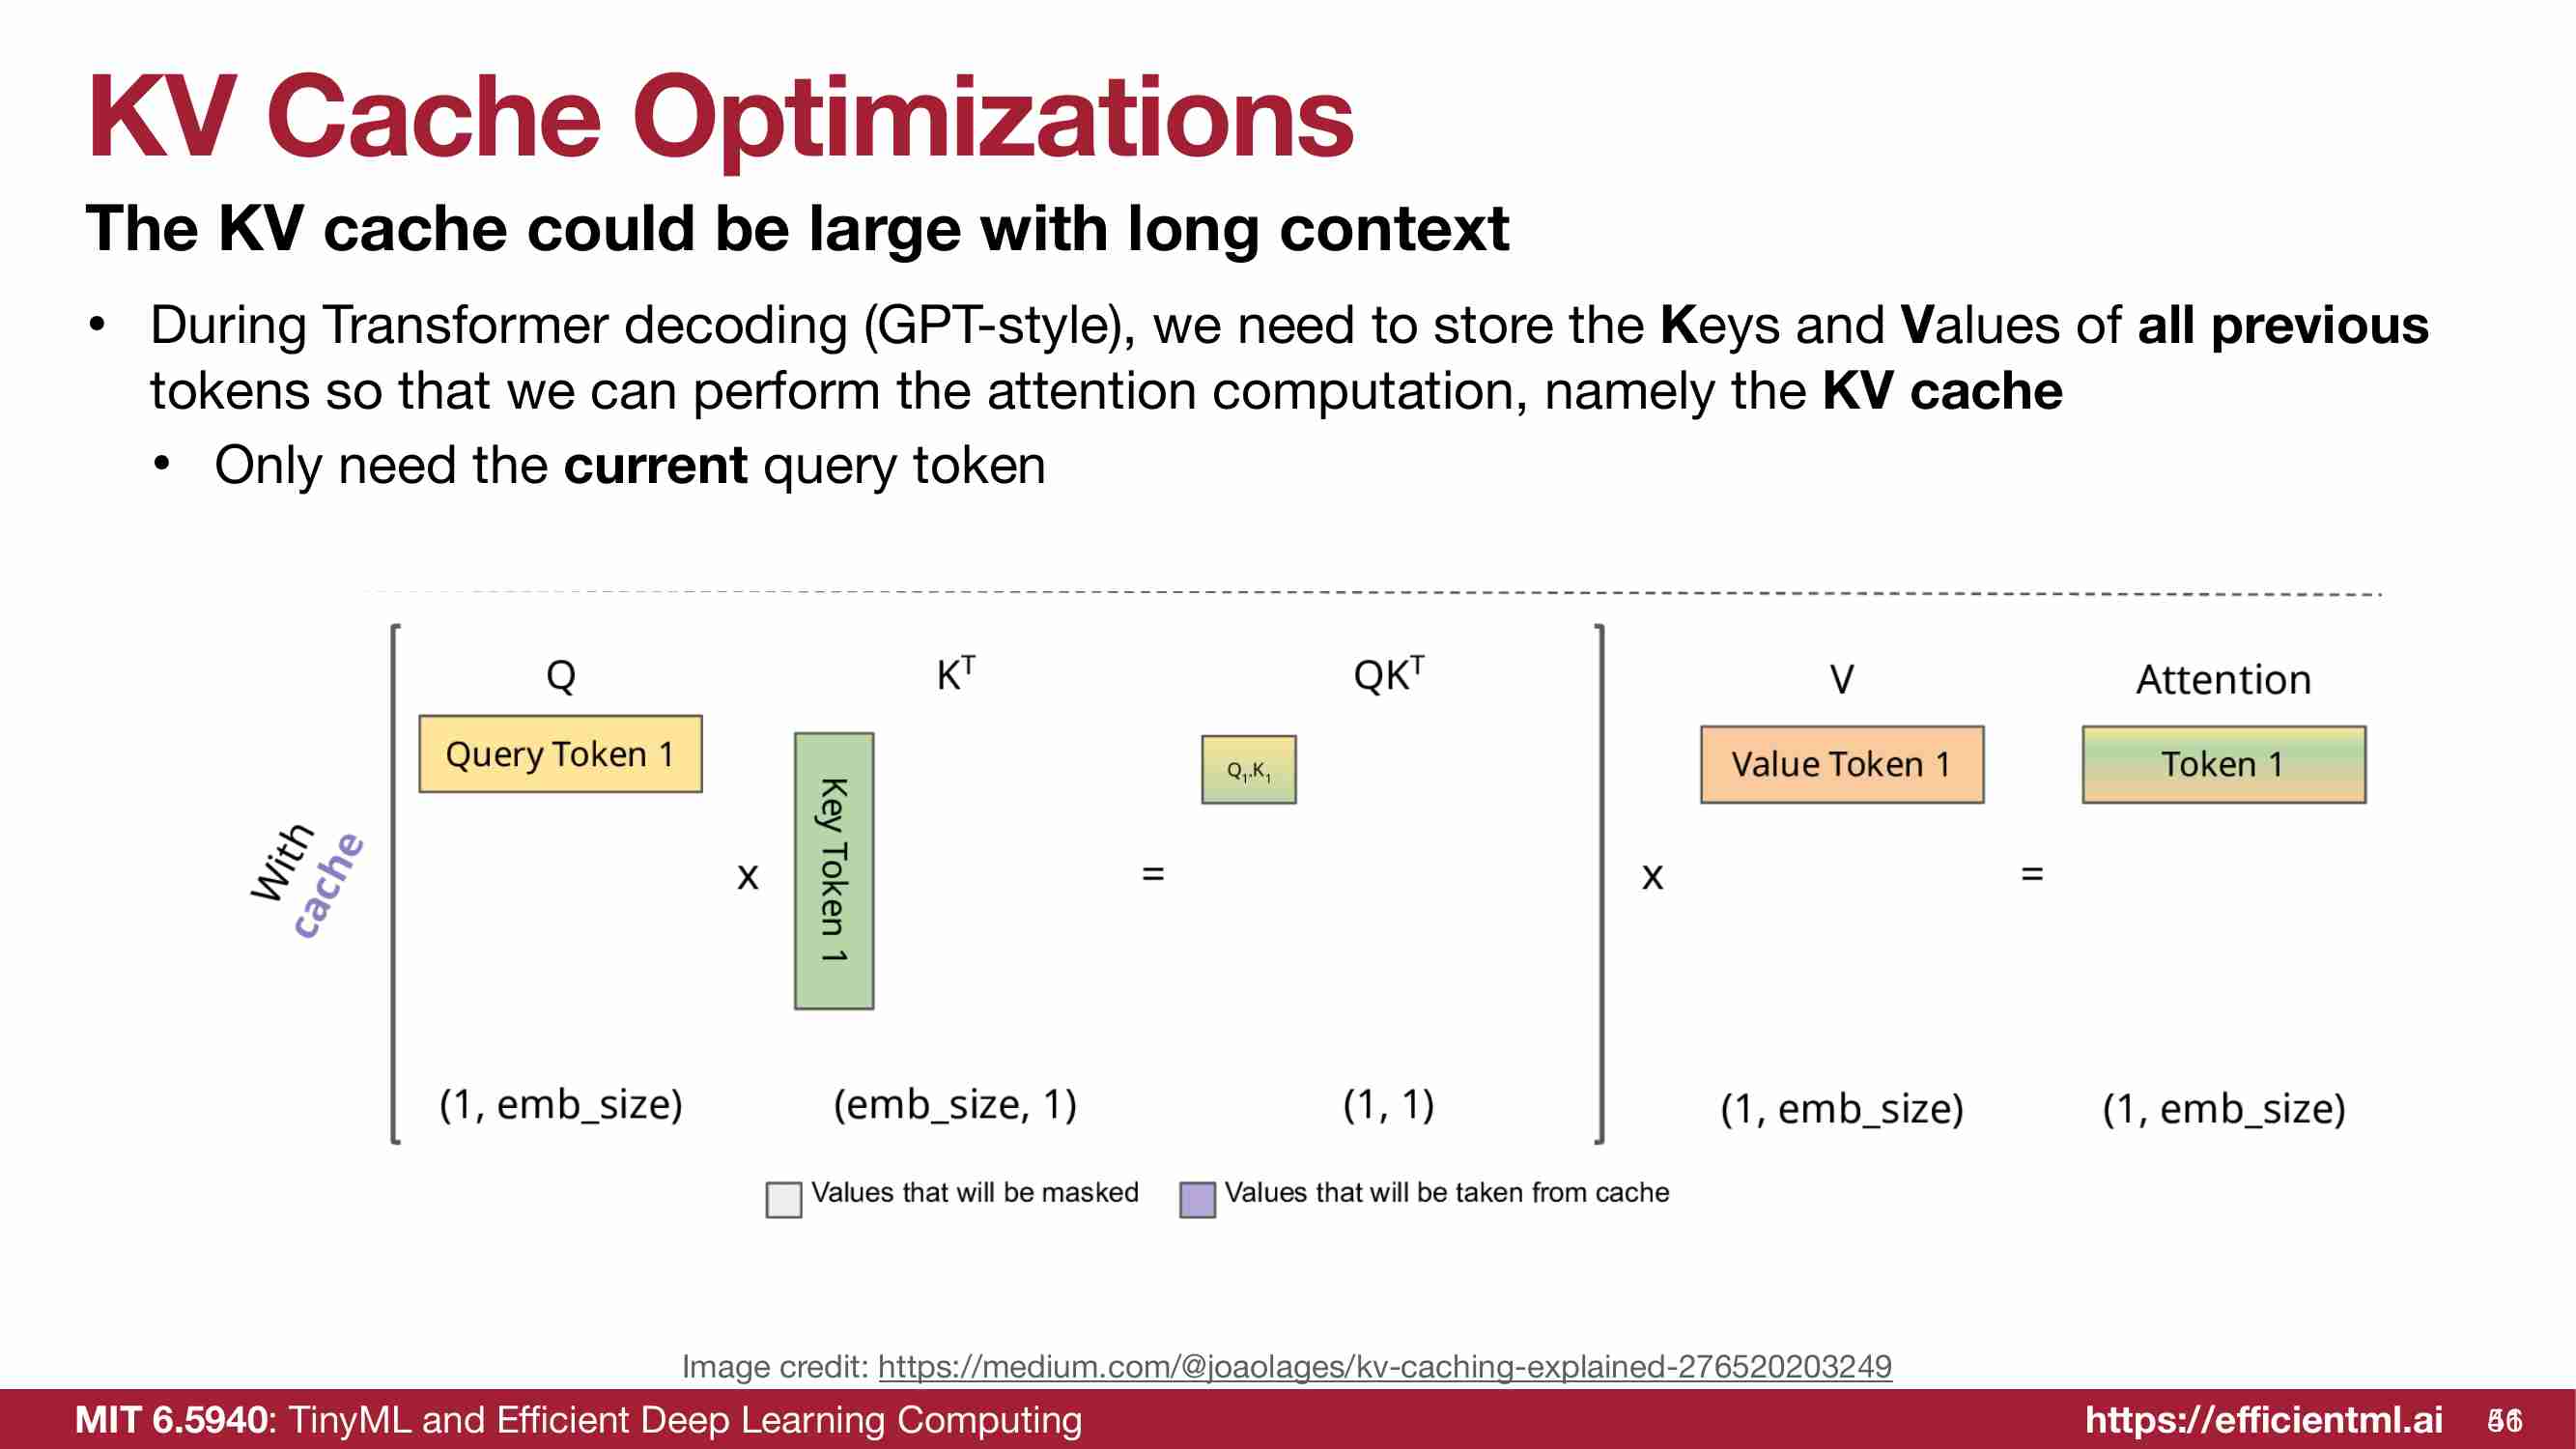 KV Cache Optimizations
The KV cache could be large with long context
• During Transformer decoding (GPT-style), we need to store the Keys and Values of all previous
tokens so that we can perform the attention computation, namely the KV cache
• Only need the current query token
Q
K^T
QK^T
V
Attention
Query Token 1
Key Token 1
Q1.K1
Value Token 1
Token 1
With
cache
x
=
x
=
(1, emb_size)
(emb_size, 1)
(1, 1)
(1, emb_size)
(1, emb_size)
Values that will be masked
Values that will be taken from cache
Image credit: https://medium.com/@joaolages/kv-caching-explained-276520203249
MIT 6.5940: TinyML and Efficient Deep Learning Computing
https://efficientml.ai